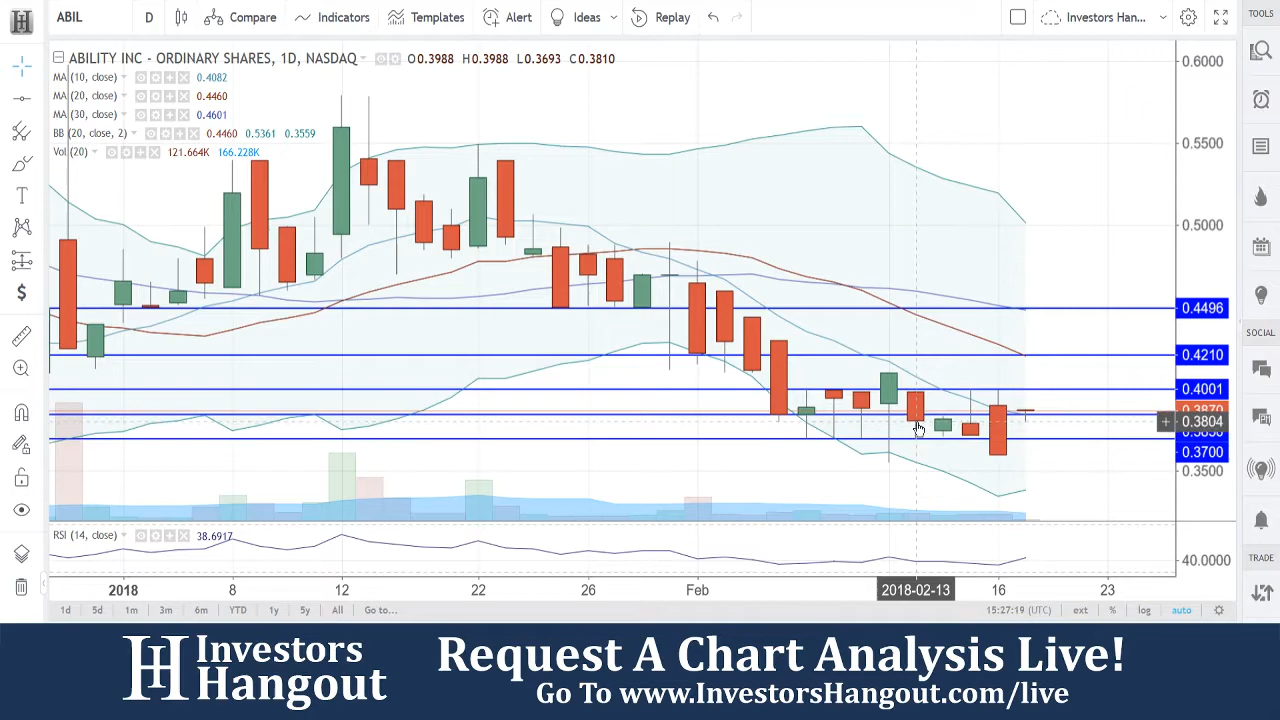 ABIL D Compare Indicators Templates Alert Ideas Replay Investors Han... TOOLS
ABILITY INC - ORDINARY SHARES, 1D, NASDAQ O0.3988 H0.3988 L0.3693 C0.3810
MA (10, close) 0.4082
MA (20, close) 0.4460
MA (30, close) 0.4601
BB (20, close, 2) 0.4460 0.5361 0.3559
Vol (20) 121.664K 166.228K
0.6000
0.5500
0.5000
0.4496
0.4210
0.4001
0.3870
0.3804
0.3700
0.3500
RSI (14, close) 38.6917
40.0000
2018 8 12 22 26 Feb 2018-02-13 16 23
1d 5d 1m 3m 6m YTD 1y 5y All Go to... 15:27:19 (UTC) ext % log auto
SOCIAL
TRADE
H Investors Hangout
Request A Chart Analysis Live!
Go To www.InvestorsHangout.com/live